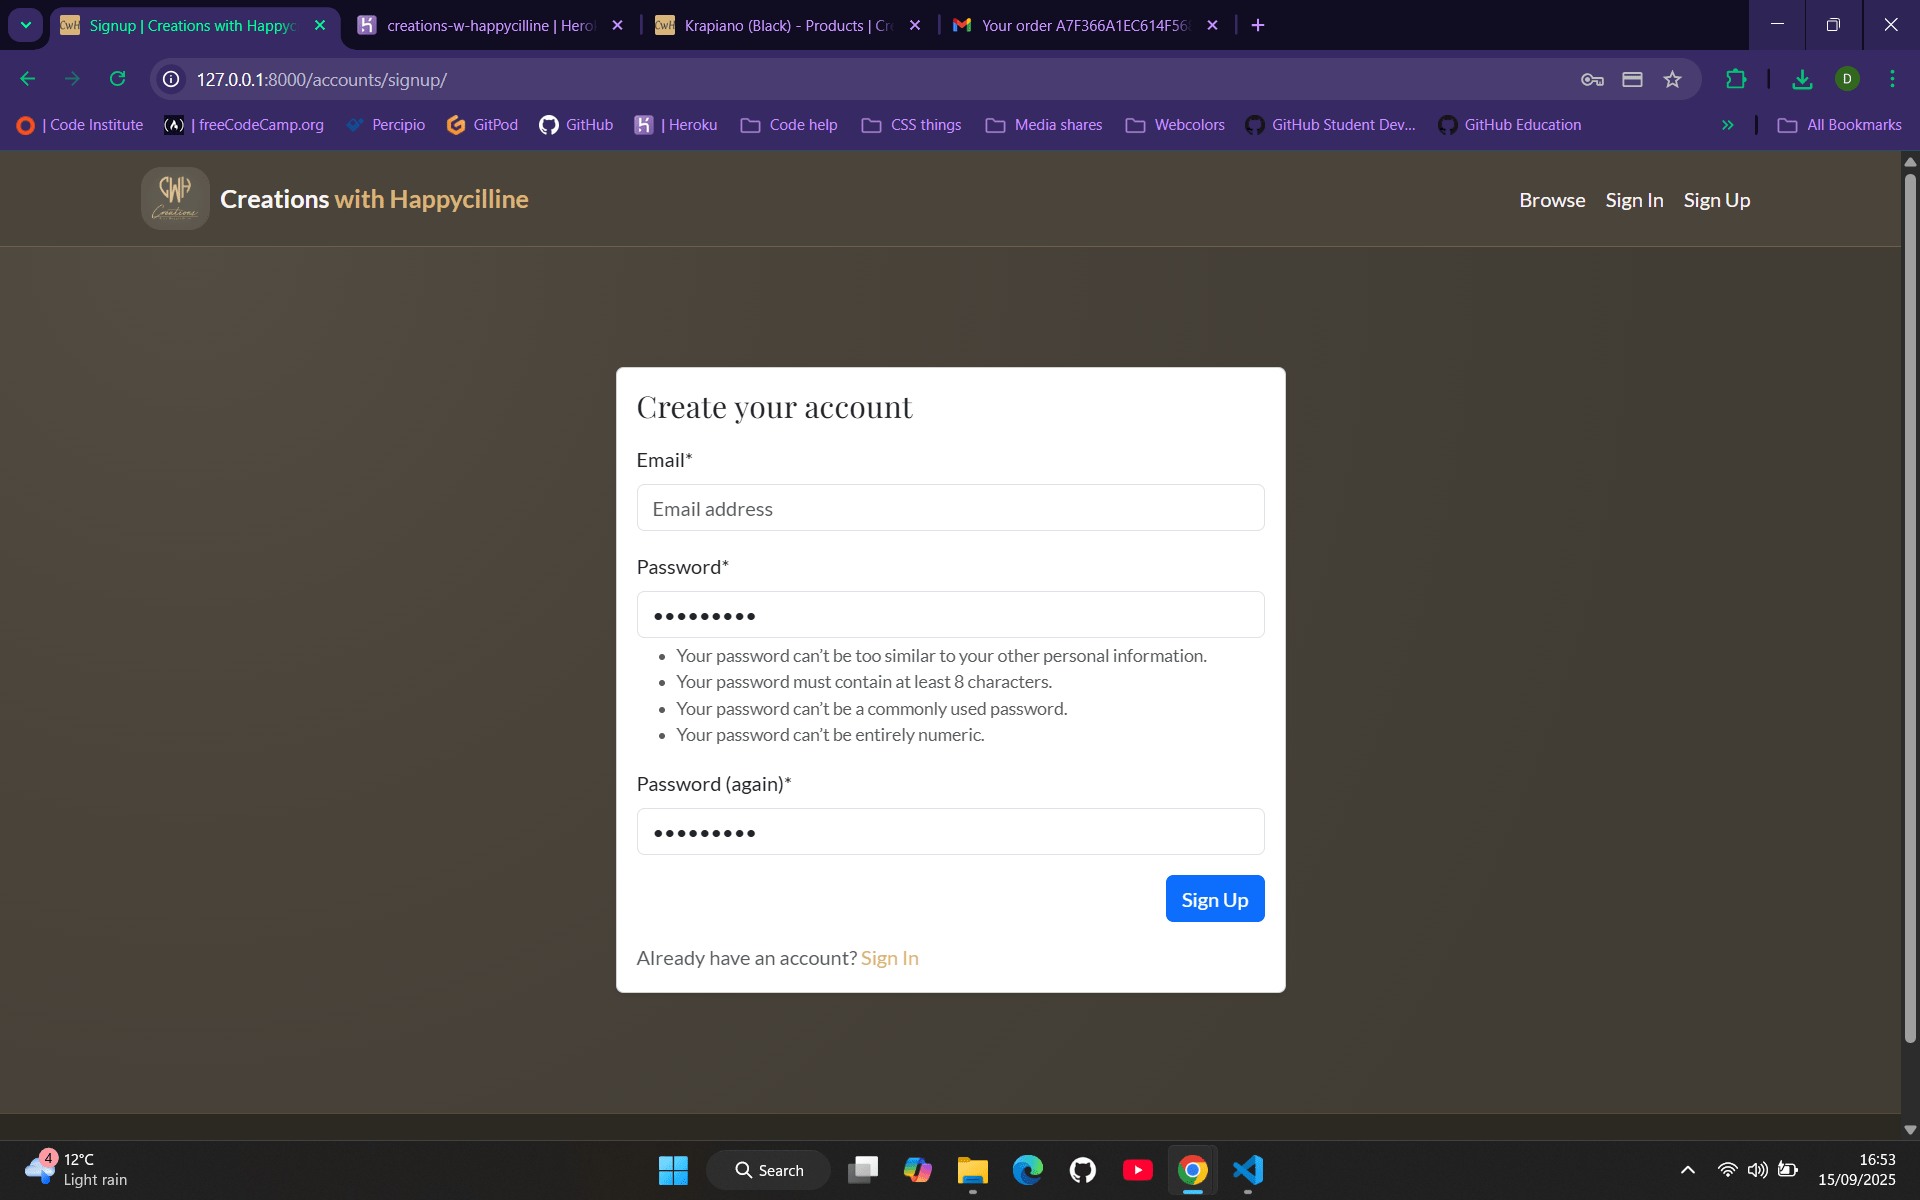 Signup | Creations with Happyc
creations-w-happycilline | Hero
Krapiano (Black) - Products | Cr
Your order A7F366A1EC614F56
127.0.0.1:8000/accounts/signup/
D
| Code Institute
| freeCodeCamp.org
Percipio
GitPod
GitHub
| Heroku
Code help
CSS things
Media shares
Webcolors
GitHub Student Dev...
GitHub Education
All Bookmarks
CWH
Creations
Creations with Happycilline
Browse
Sign In
Sign Up
Create your account
Email*
Email address
Password*
•••••••••
• Your password can’t be too similar to your other personal information.
• Your password must contain at least 8 characters.
• Your password can’t be a commonly used password.
• Your password can’t be entirely numeric.
Password (again)*
•••••••••
Sign Up
Already have an account? Sign In
4
12°C
Light rain
Search
16:53
15/09/2025